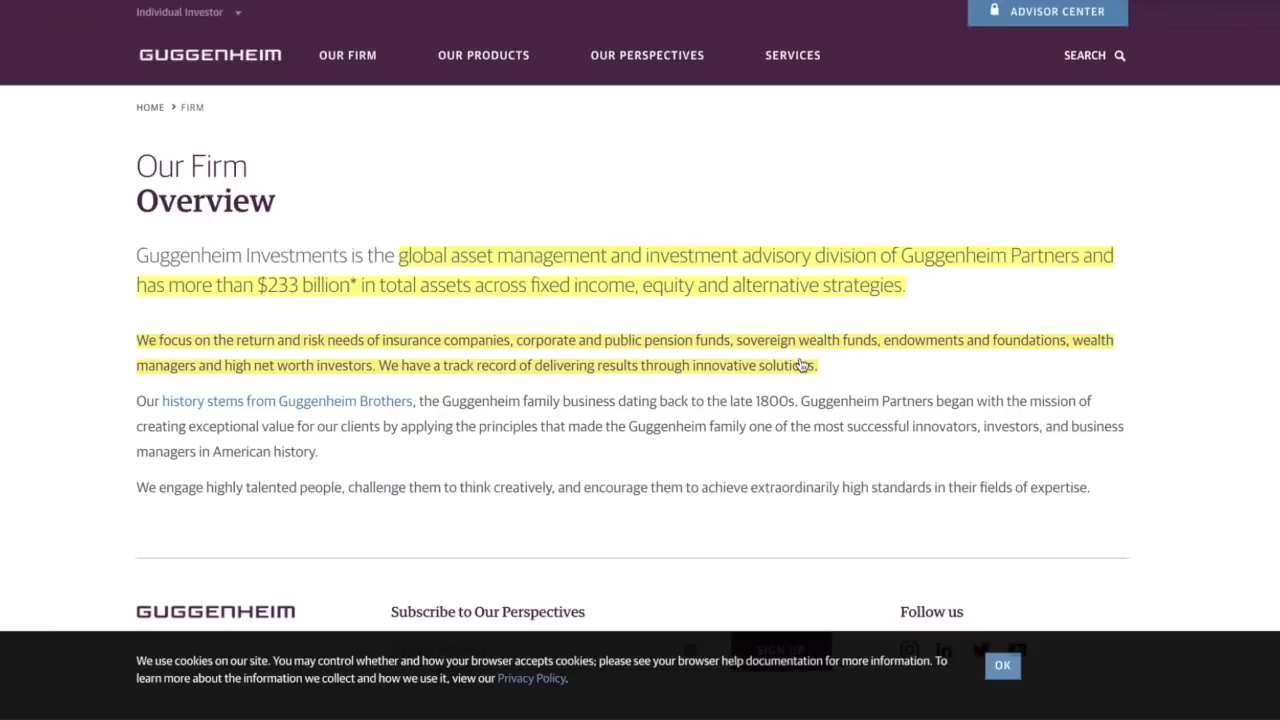 Individual Investor
ADVISOR CENTER
GUGGENHEIM OUR FIRM OUR PRODUCTS OUR PERSPECTIVES SERVICES SEARCH
HOME > FIRM
Our Firm
Overview
Guggenheim Investments is the global asset management and investment advisory division of Guggenheim Partners and
has more than $233 billion* in total assets across fixed income, equity and alternative strategies.
We focus on the return and risk needs of insurance companies, corporate and public pension funds, sovereign wealth funds, endowments and foundations, wealth
managers and high net worth investors. We have a track record of delivering results through innovative solutions.
Our history stems from Guggenheim Brothers, the Guggenheim family business dating back to the late 1800s. Guggenheim Partners began with the mission of
creating exceptional value for our clients by applying the principles that made the Guggenheim family one of the most successful innovators, investors, and business
managers in American history.
We engage highly talented people, challenge them to think creatively, and encourage them to achieve extraordinarily high standards in their fields of expertise.
GUGGENHEIM Subscribe to Our Perspectives Follow us
SIGN UP
We use cookies on our site. You may control whether and how your browser accepts cookies; please see your browser help documentation for more information. To
learn more about the information we collect and how we use it, view our Privacy Policy.
OK